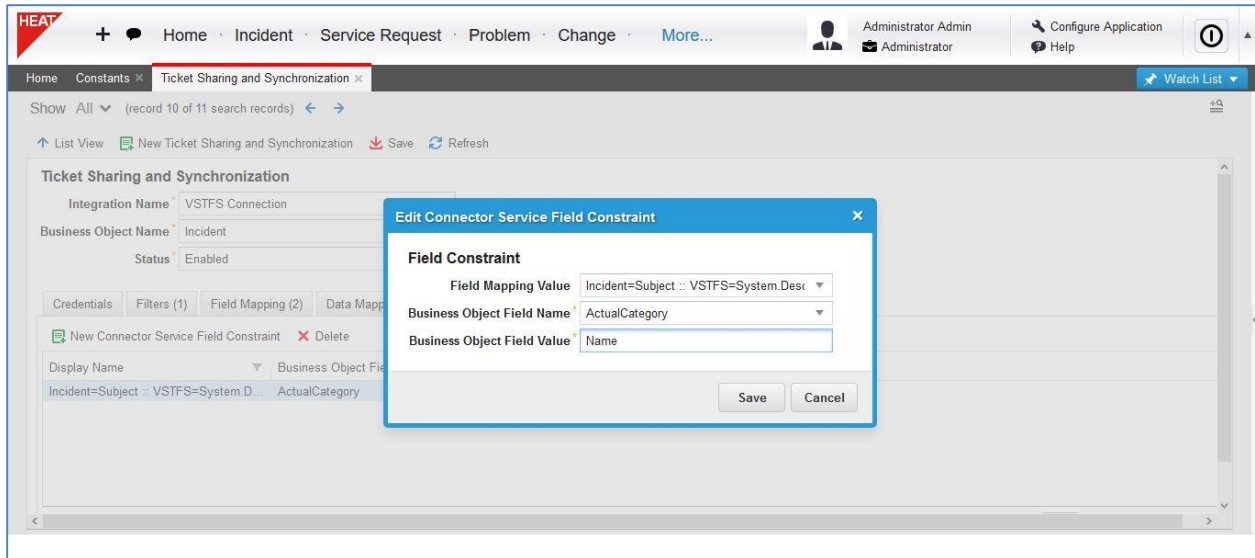 HEAT
Home · Incident · Service Request · Problem · Change · More...
Administrator Admin
Administrator
Configure Application
Help
Home Constants × Ticket Sharing and Synchronization ×
Watch List
Show All (record 10 of 11 search records)
List View New Ticket Sharing and Synchronization Save Refresh
Ticket Sharing and Synchronization
Integration Name * VSTFS Connection
Business Object Name * Incident
Status * Enabled
Credentials Filters (1) Field Mapping (2) Data Mapp
New Connector Service Field Constraint Delete
Display Name Business Object Fie
Incident=Subject :: VSTFS=System.D... ActualCategory
Edit Connector Service Field Constraint ×
Field Constraint
Field Mapping Value Incident=Subject :: VSTFS=System.Desc
Business Object Field Name * ActualCategory
Business Object Field Value * Name
Save Cancel